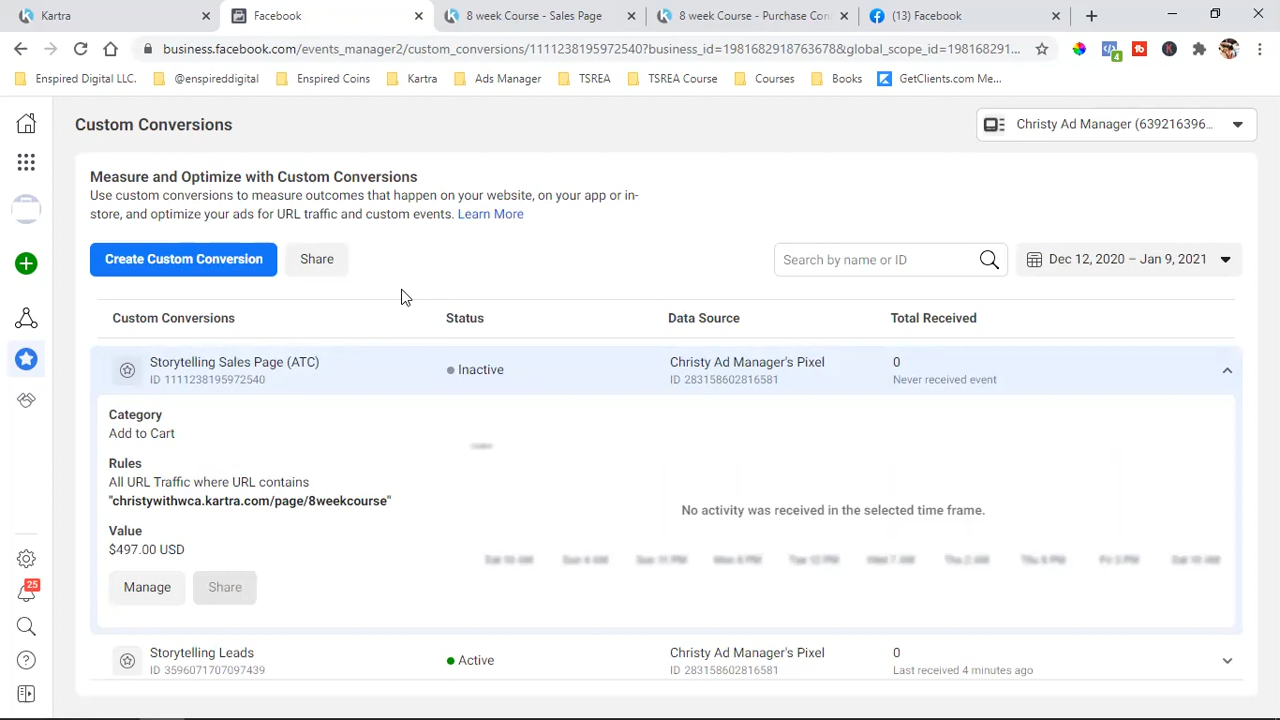 Kartra
Facebook
8 week Course - Sales Page
8 week Course - Purchase Con
(13) Facebook
business.facebook.com/events_manager2/custom_conversions/1111238195972540?business_id=1981682918763678&global_scope_id=198168291...
4
Enspired Digital LLC.
@enspireddigital
Enspired Coins
Kartra
Ads Manager
TSREA
TSREA Course
Courses
Books
GetClients.com Me...
Custom Conversions
Christy Ad Manager (639216396...
Measure and Optimize with Custom Conversions
Use custom conversions to measure outcomes that happen on your website, on your app or in-
store, and optimize your ads for URL traffic and custom events. Learn More
Create Custom Conversion
Share
Search by name or ID
Dec 12, 2020 – Jan 9, 2021
Custom Conversions
Status
Data Source
Total Received
Storytelling Sales Page (ATC)
ID 1111238195972540
Inactive
Christy Ad Manager's Pixel
ID 283158602816581
0
Never received event
Category
Add to Cart
Rules
All URL Traffic where URL contains
"christywithwca.kartra.com/page/8weekcourse"
No activity was received in the selected time frame.
Value
$497.00 USD
Manage
Share
25
Storytelling Leads
ID 3596071707097439
Active
Christy Ad Manager's Pixel
ID 283158602816581
0
Last received 4 minutes ago